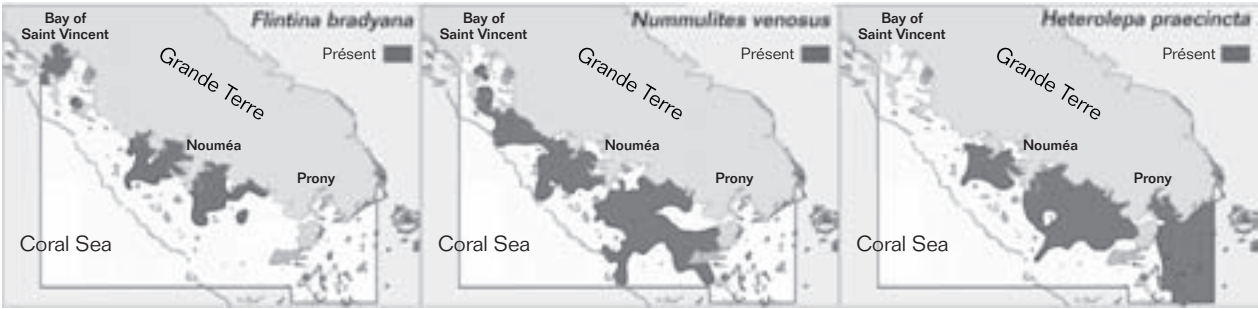 Bay of
Saint Vincent
Flintina bradyana
Présent
Grande Terre
Nouméa
Prony
Coral Sea
Bay of
Saint Vincent
Nummulites venosus
Présent
Grande Terre
Nouméa
Prony
Coral Sea
Bay of
Saint Vincent
Heterolepa praecincta
Présent
Grande Terre
Nouméa
Prony
Coral Sea